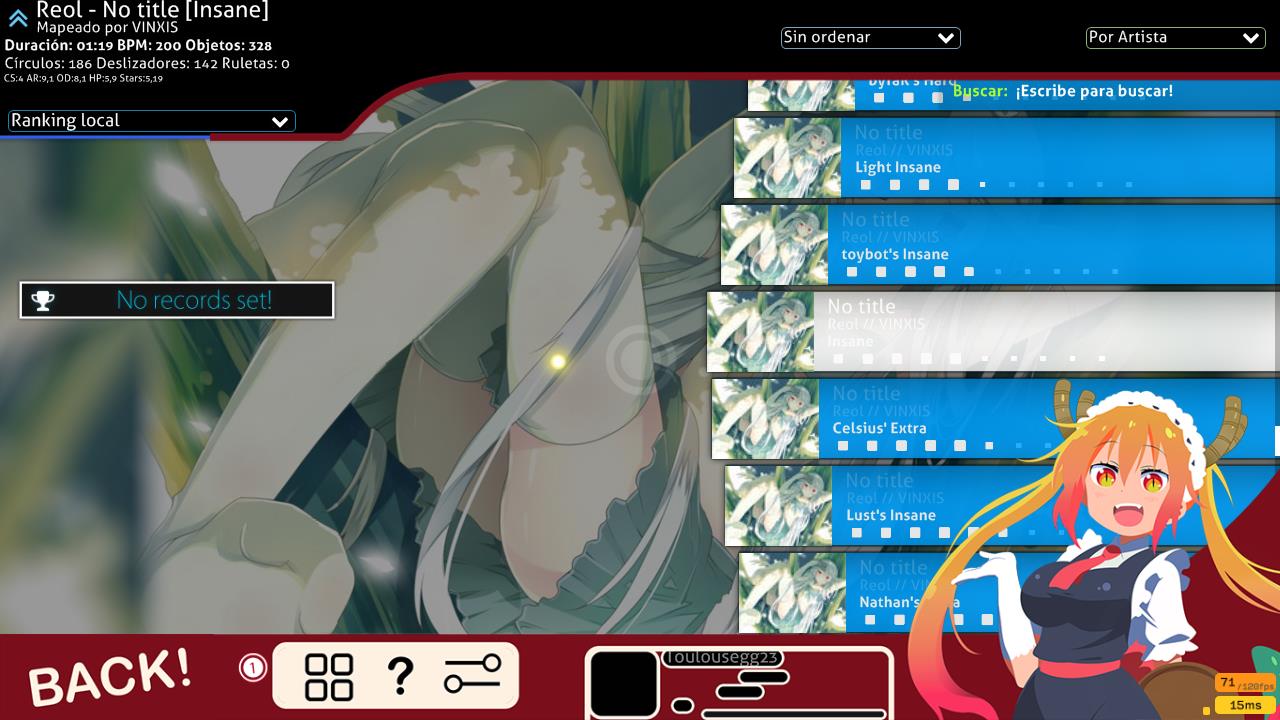 Reol - No title [Insane]
Mapeado por VINXIS
Duración: 01:19 BPM: 200 Objetos: 328
Círculos: 186 Deslizadores: 142 Ruletas: 0
CS:4 AR:9,1 OD:8,1 HP:5,9 Stars:5,19
Sin ordenar
Por Artista
Ranking local
Buscar: ¡Escribe para buscar!
No title
Reol // VINXIS
Light Insane
No title
Reol // VINXIS
toybot's Insane
No records set!
No title
Reol // VINXIS
Insane
No title
Reol // VINXIS
Celsius' Extra
No title
Reol // VINXIS
Lust's Insane
No title
Reol // VINXIS
Nathan's
BACK!
1
?
Toulousegg23
71 /120fps
15ms